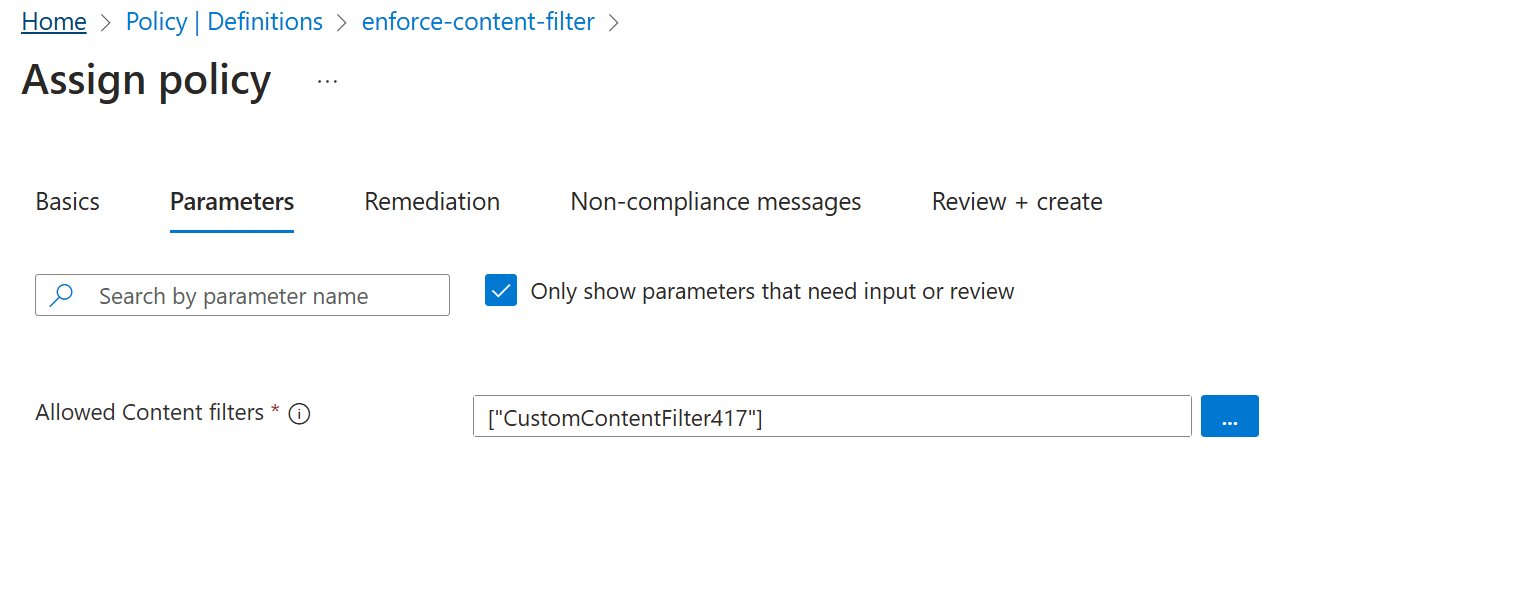 Home > Policy | Definitions > enforce-content-filter >
Assign policy ...
Basics Parameters Remediation Non-compliance messages Review + create
Search by parameter name Only show parameters that need input or review
Allowed Content filters * ["CustomContentFilter417"] ...